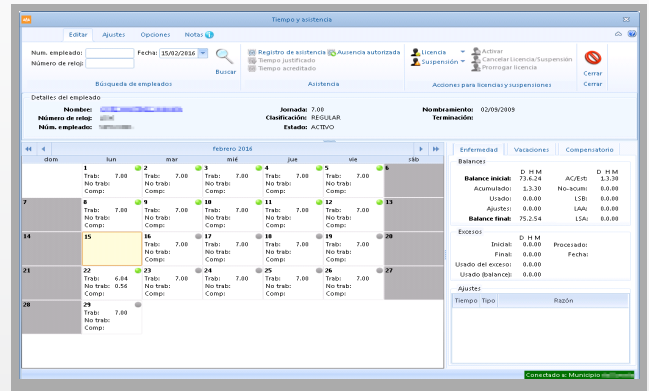 Tiempo y asistencia
Editar Ajustes Opciones Notas
Num. empleado: Fecha: 15/02/2016
Número de reloj:
Buscar
Búsqueda de empleados
Registro de asistencia Ausencia autorizada
Tiempo justificado
Tiempo acreditado
Asistencia
Licencia
Suspensión
Activar
Cancelar Licencia/Suspensión
Prorrogar licencia
Acciones para licencias y suspensiones
Cerrar
Cerrar
Detalles del empleado
Nombre: Jornada: 7.00 Nombramiento: 02/09/2009
Número de reloj: Clasificación: REGULAR Terminación:
Núm. empleado: Estado: ACTIVO
Febrero 2016
dom lun mar mié jue vie sáb
1 2 3 4 5 6
Trab: 7.00 Trab: 7.00 Trab: 7.00 Trab: 7.00 Trab: 7.00
No trab: No trab: No trab: No trab: No trab:
Comp: Comp: Comp: Comp: Comp:
7 8 9 10 11 12 13
Trab: 7.00 Trab: 7.00 Trab: 7.00 Trab: 7.00 Trab: 7.00
No trab: No trab: No trab: No trab: No trab:
Comp: Comp: Comp: Comp: Comp:
14 15 16 17 18 19 20
Trab: 7.00 Trab: 7.00 Trab: 7.00 Trab: 7.00
No trab: No trab: No trab: No trab:
Comp: Comp: Comp: Comp:
21 22 23 24 25 26 27
Trab: 6.04 Trab: 7.00 Trab: 7.00 Trab: 7.00 Trab: 7.00
No trab: 0.56 No trab: No trab: No trab: No trab:
Comp: Comp: Comp: Comp: Comp:
28 29
Trab: 7.00
No trab:
Comp:
Enfermedad Vacaciones Compensatorio
Balances
D H M D H M
Balance inicial: 73.6.24 AC/Est: 1.3.30
Acumulado: 1.3.30 No-acum: 0.0.00
Usado: 0.0.00 LSB: 0.0.00
Ajustes: 0.0.00 LAA: 0.0.00
Balance final: 75.2.54 LSA: 0.0.00
Excesos
D H M
Inicial: 0.0.00 Procesado:
Final: 0.0.00 Fecha:
Usado del exceso: 0.0.00
Usado (balance): 0.0.00
Ajustes
Tiempo Tipo Razón
Conectado a: Municipio